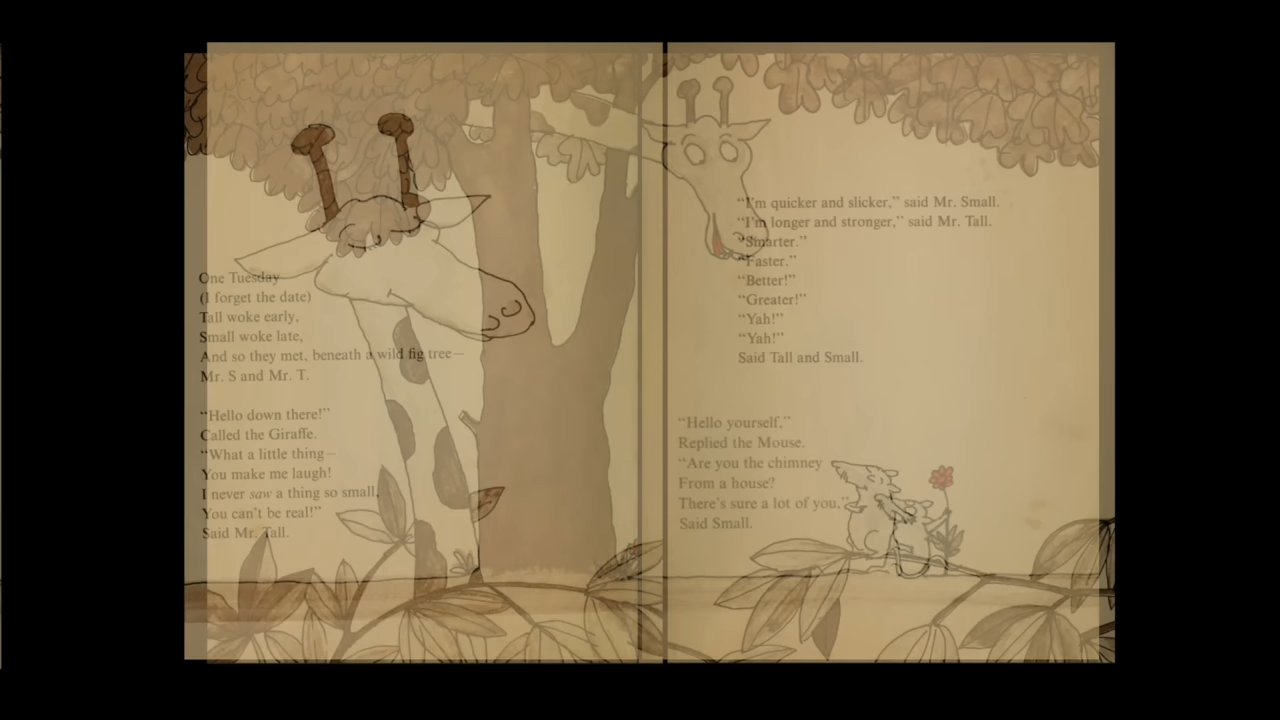 One Tuesday
(I forget the date)
Tall woke early,
Small woke late,
And so they met, beneath a wild fig tree—
Mr. S and Mr. T.
“Hello down there!”
Called the Giraffe.
“What a little thing—
You make me laugh!
I never saw a thing so small,
You can’t be real!”
Said Mr. Tall.
“I’m quicker and slicker,” said Mr. Small.
“I’m longer and stronger,” said Mr. Tall.
“Smarter.”
“Faster.”
“Better!”
“Greater!”
“Yah!”
“Yah!”
Said Tall and Small.
“Hello yourself,”
Replied the Mouse.
“Are you the chimney
From a house?
There’s sure a lot of you,”
Said Small.